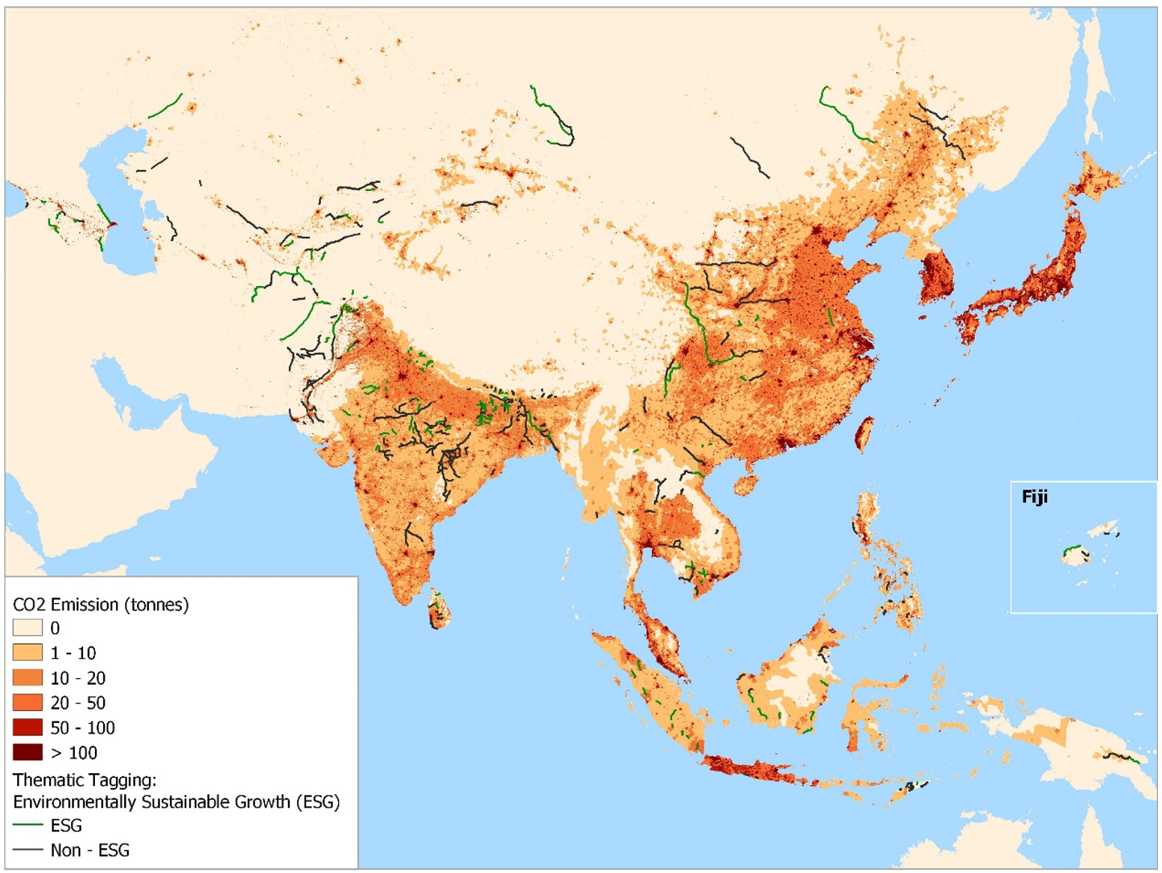 Fiji
CO2 Emission (tonnes)
0
1 - 10
10 - 20
20 - 50
50 - 100
> 100
Thematic Tagging:
Environmentally Sustainable Growth (ESG)
ESG
Non - ESG